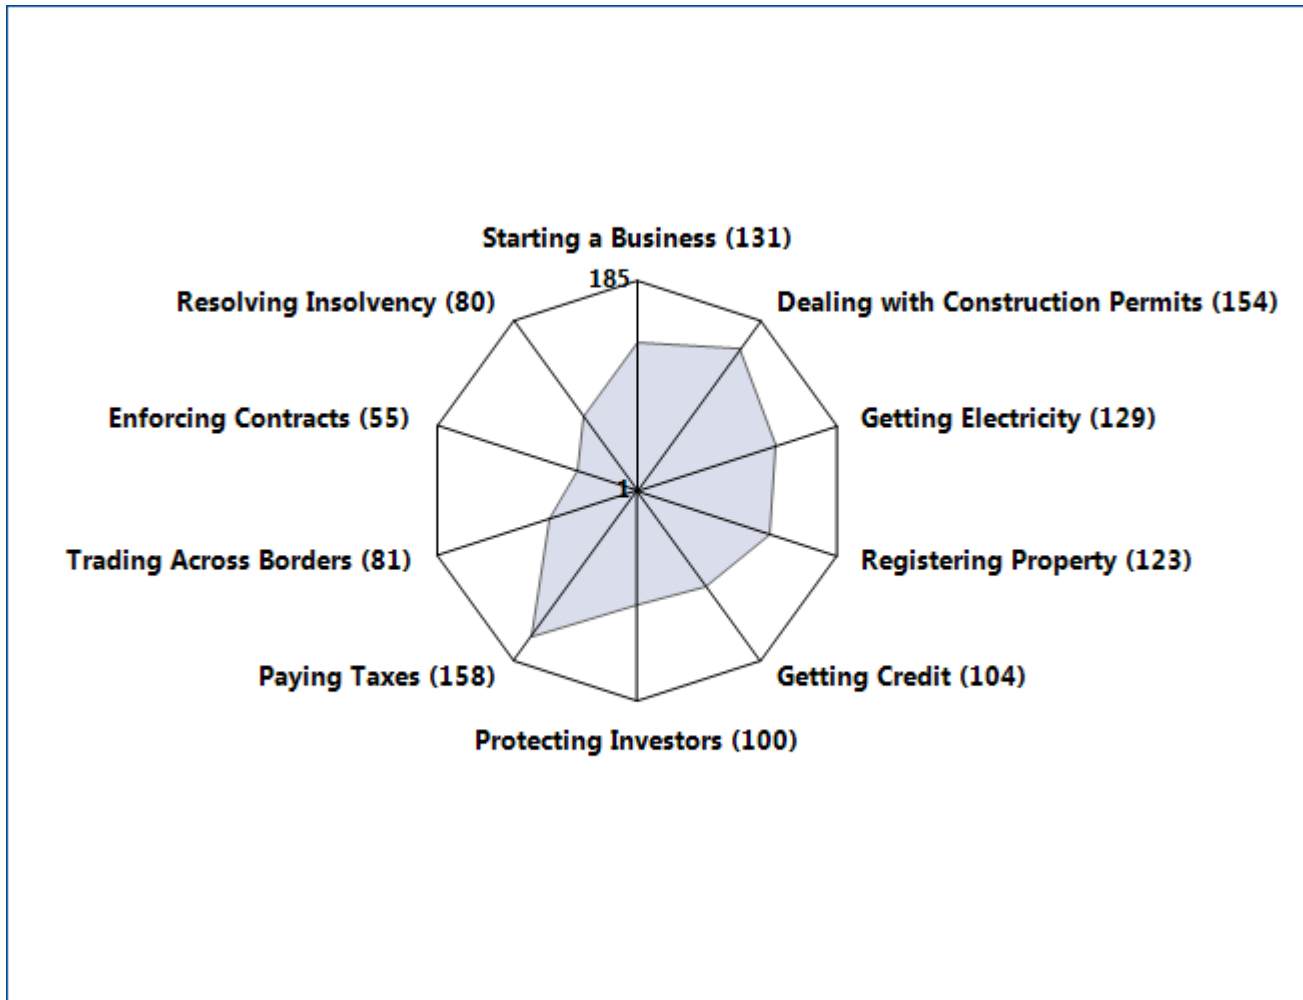 Starting a Business (131)
185
Resolving Insolvency (80)
Dealing with Construction Permits (154)
Enforcing Contracts (55)
Getting Electricity (129)
1
Trading Across Borders (81)
Registering Property (123)
Paying Taxes (158)
Getting Credit (104)
Protecting Investors (100)